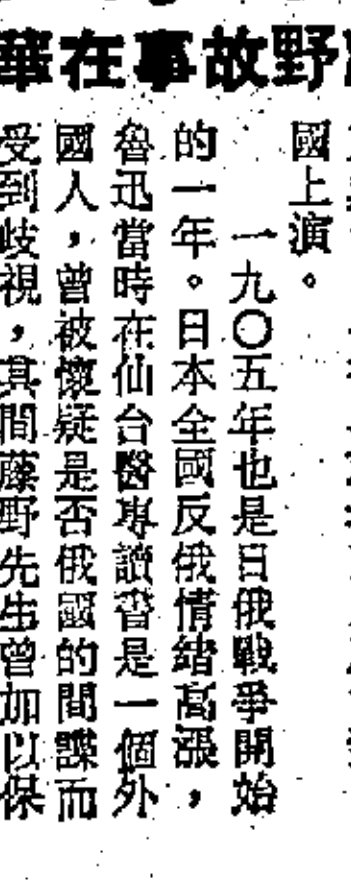 野故事在華
國上演。
一九〇五年也是日俄戰爭開始
的一年。日本全國反俄情緒高漲，
魯迅當時在仙台醫專讀書是一個外
國人，曾被懷疑是否俄國的間諜而
受到歧視，其間藤野先生曾加以保